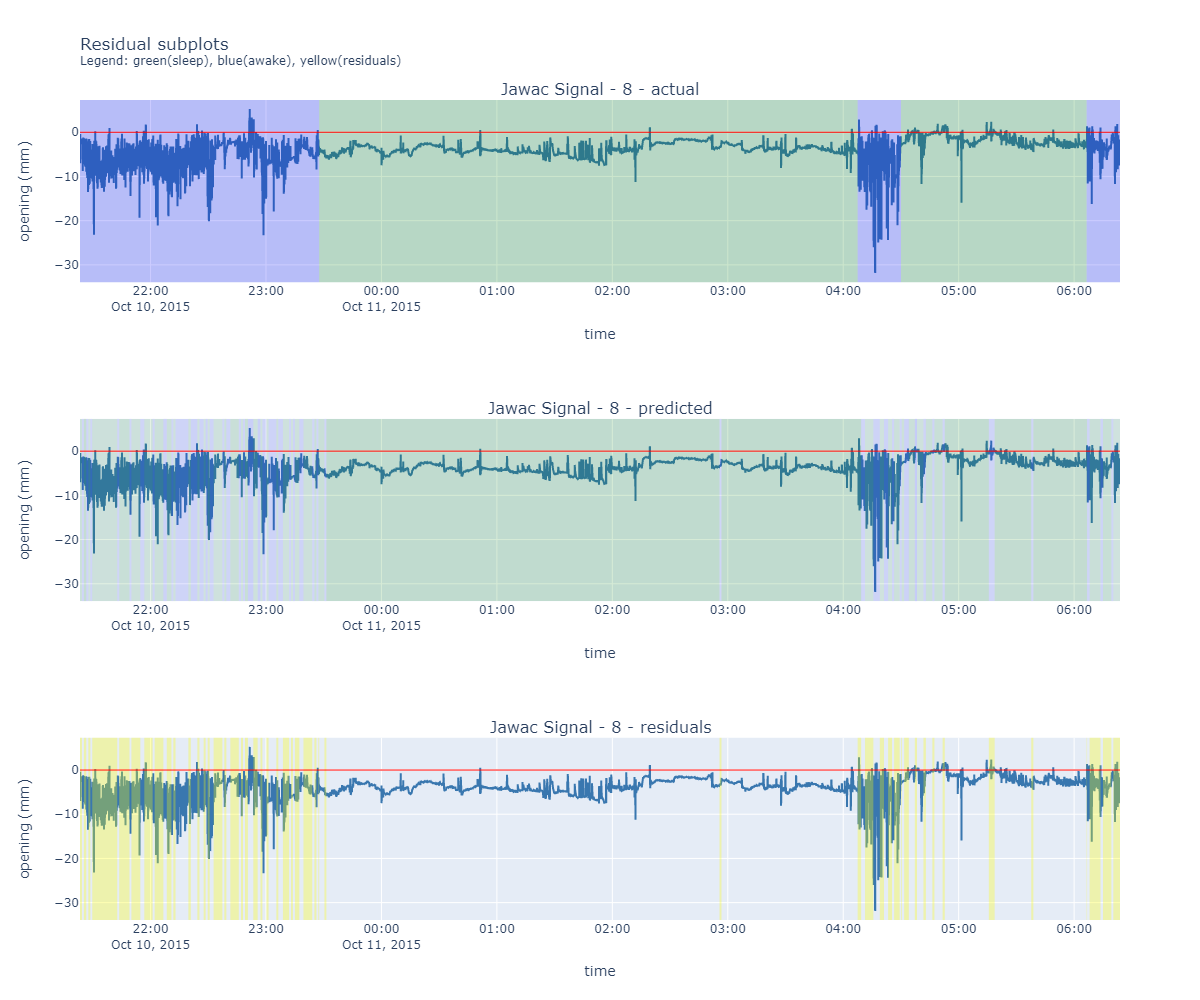 Residual subplots
Legend: green(sleep), blue(awake), yellow(residuals)
Jawac Signal - 8 - actual
opening (mm)
0
−10
−20
−30
22:00 23:00 00:00 01:00 02:00 03:00 04:00 05:00 06:00
Oct 10, 2015 Oct 11, 2015
time
Jawac Signal - 8 - predicted
opening (mm)
0
−10
−20
−30
22:00 23:00 00:00 01:00 02:00 03:00 04:00 05:00 06:00
Oct 10, 2015 Oct 11, 2015
time
Jawac Signal - 8 - residuals
opening (mm)
0
−10
−20
−30
22:00 23:00 00:00 01:00 02:00 03:00 04:00 05:00 06:00
Oct 10, 2015 Oct 11, 2015
time